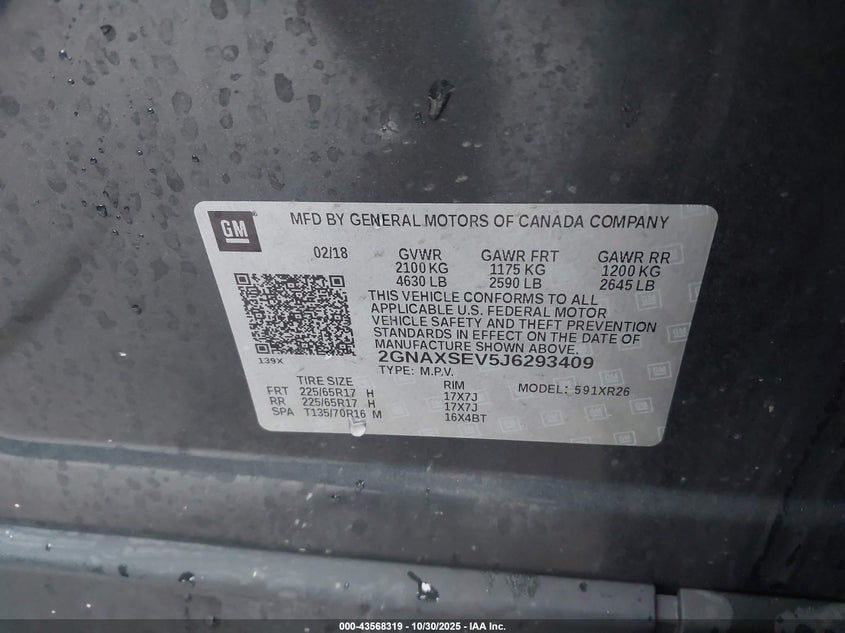 GM
MFD BY GENERAL MOTORS OF CANADA COMPANY
02/18 GVWR GAWR FRT GAWR RR
2100 KG 1175 KG 1200 KG
4630 LB 2590 LB 2645 LB
THIS VEHICLE CONFORMS TO ALL
APPLICABLE U.S. FEDERAL MOTOR
VEHICLE SAFETY AND THEFT PREVENTION
STANDARDS IN EFFECT ON THE DATE OF
MANUFACTURE SHOWN ABOVE.
139X
2GNAXSEV5J6293409
TYPE: M.P.V.
TIRE SIZE RIM MODEL: 591XR26
FRT 225/65R17 H 17X7J
RR 225/65R17 H 17X7J
SPA T135/70R16 M 16X4BT
000-43568319 - 10/30/2025 - IAA Inc.